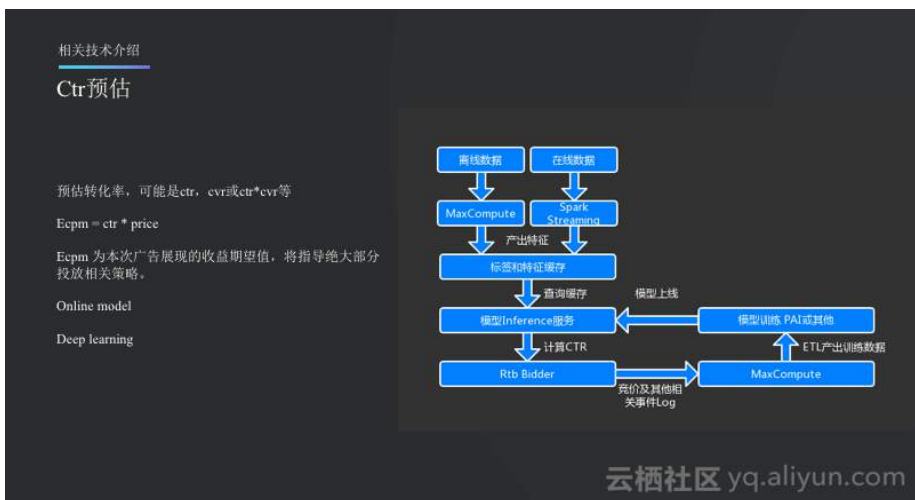 相关技术介绍
Ctr预估
预估转化率，可能是ctr，cvr或ctr*cvr等
Ecpm = ctr * price
Ecpm 为本次广告展现的收益期望值，将指导绝大部分
投放相关策略。
Online model
Deep learning
离线数据
在线数据
MaxCompute
Spark
Streaming
产出特征
标签和特征缓存
查询缓存
模型上线
模型Inference服务
模型训练 PAI或其他
计算CTR
ETL产出训练数据
Rtb Bidder
MaxCompute
竞价及其他相
关事件Log
云栖社区 yq.aliyun.com